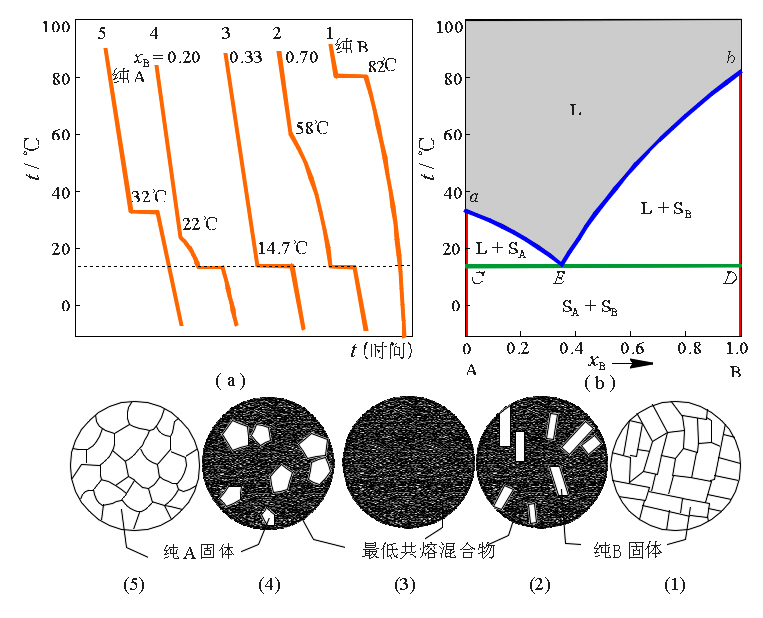 100
80
60
40
20
0
t / ℃
5
4
3
2
1
纯B
纯A
x_B = 0.20
0.33
0.70
82℃
58℃
32℃
22℃
14.7℃
t (时间)
( a )
100
80
60
40
20
0
t / ℃
L
b
a
L + S_B
L + S_A
C
E
D
S_A + S_B
0
0.2
0.4
0.6
0.8
1.0
A
x_B
B
( b )
纯A固体
最低共熔混合物
纯B固体
(5)
(4)
(3)
(2)
(1)